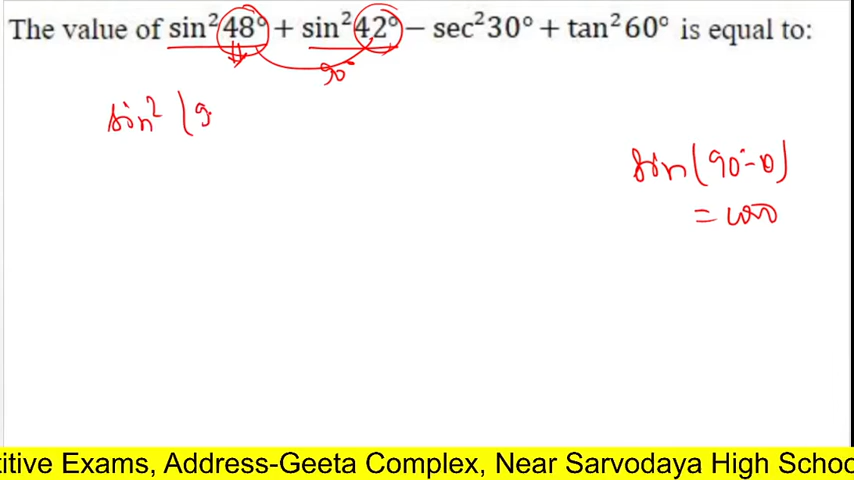 The value of sin²48° + sin²42° − sec²30° + tan²60° is equal to:
90°
sin² (9
sin(90°-θ)
= cosθ
titive Exams, Address-Geeta Complex, Near Sarvodaya High Schoo